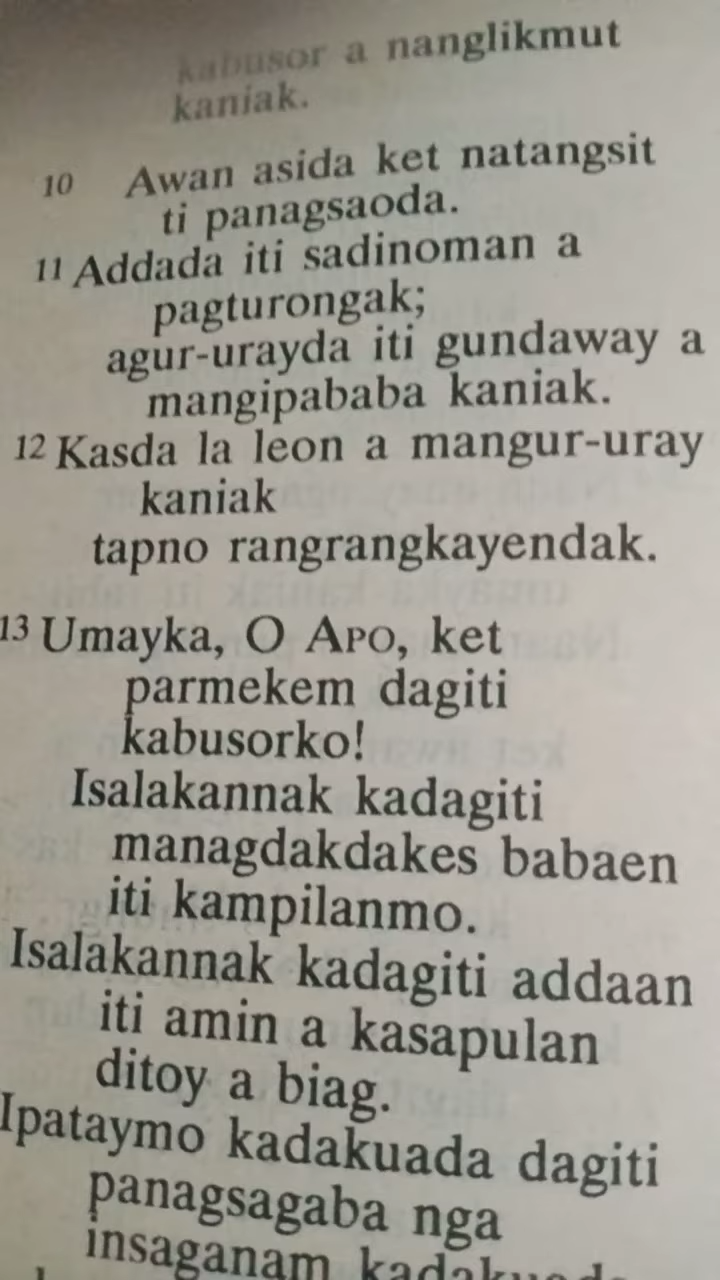 kabusor a nanglikmut
kaniak.
10 Awan asida ket natangsit
ti panagsaoda.
11 Addada iti sadinoman a
pagturongak;
agur-urayda iti gundaway a
mangipababa kaniak.
12 Kasda la leon a mangur-uray
kaniak
tapno rangrangkayendak.
13 Umayka, O APO, ket
parmekem dagiti
kabusorko!
Isalakannak kadagiti
managdakdakes babaen
iti kampilanmo.
Isalakannak kadagiti addaan
iti amin a kasapulan
ditoy a biag.
Ipataymo kadakuada dagiti
panagsagaba nga
insaganam